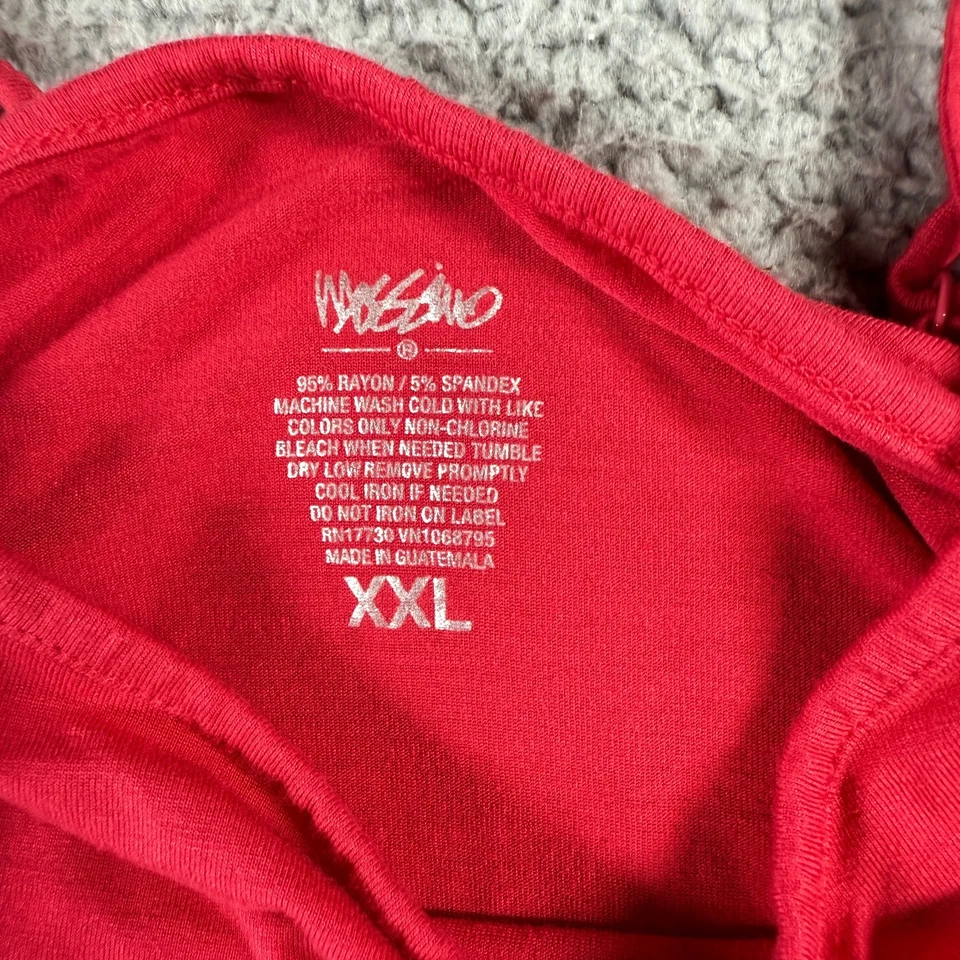 Mossimo
®
95% RAYON / 5% SPANDEX
MACHINE WASH COLD WITH LIKE
COLORS ONLY NON-CHLORINE
BLEACH WHEN NEEDED TUMBLE
DRY LOW REMOVE PROMPTLY
COOL IRON IF NEEDED
DO NOT IRON ON LABEL
RN17730 VN1068795
MADE IN GUATEMALA
XXL